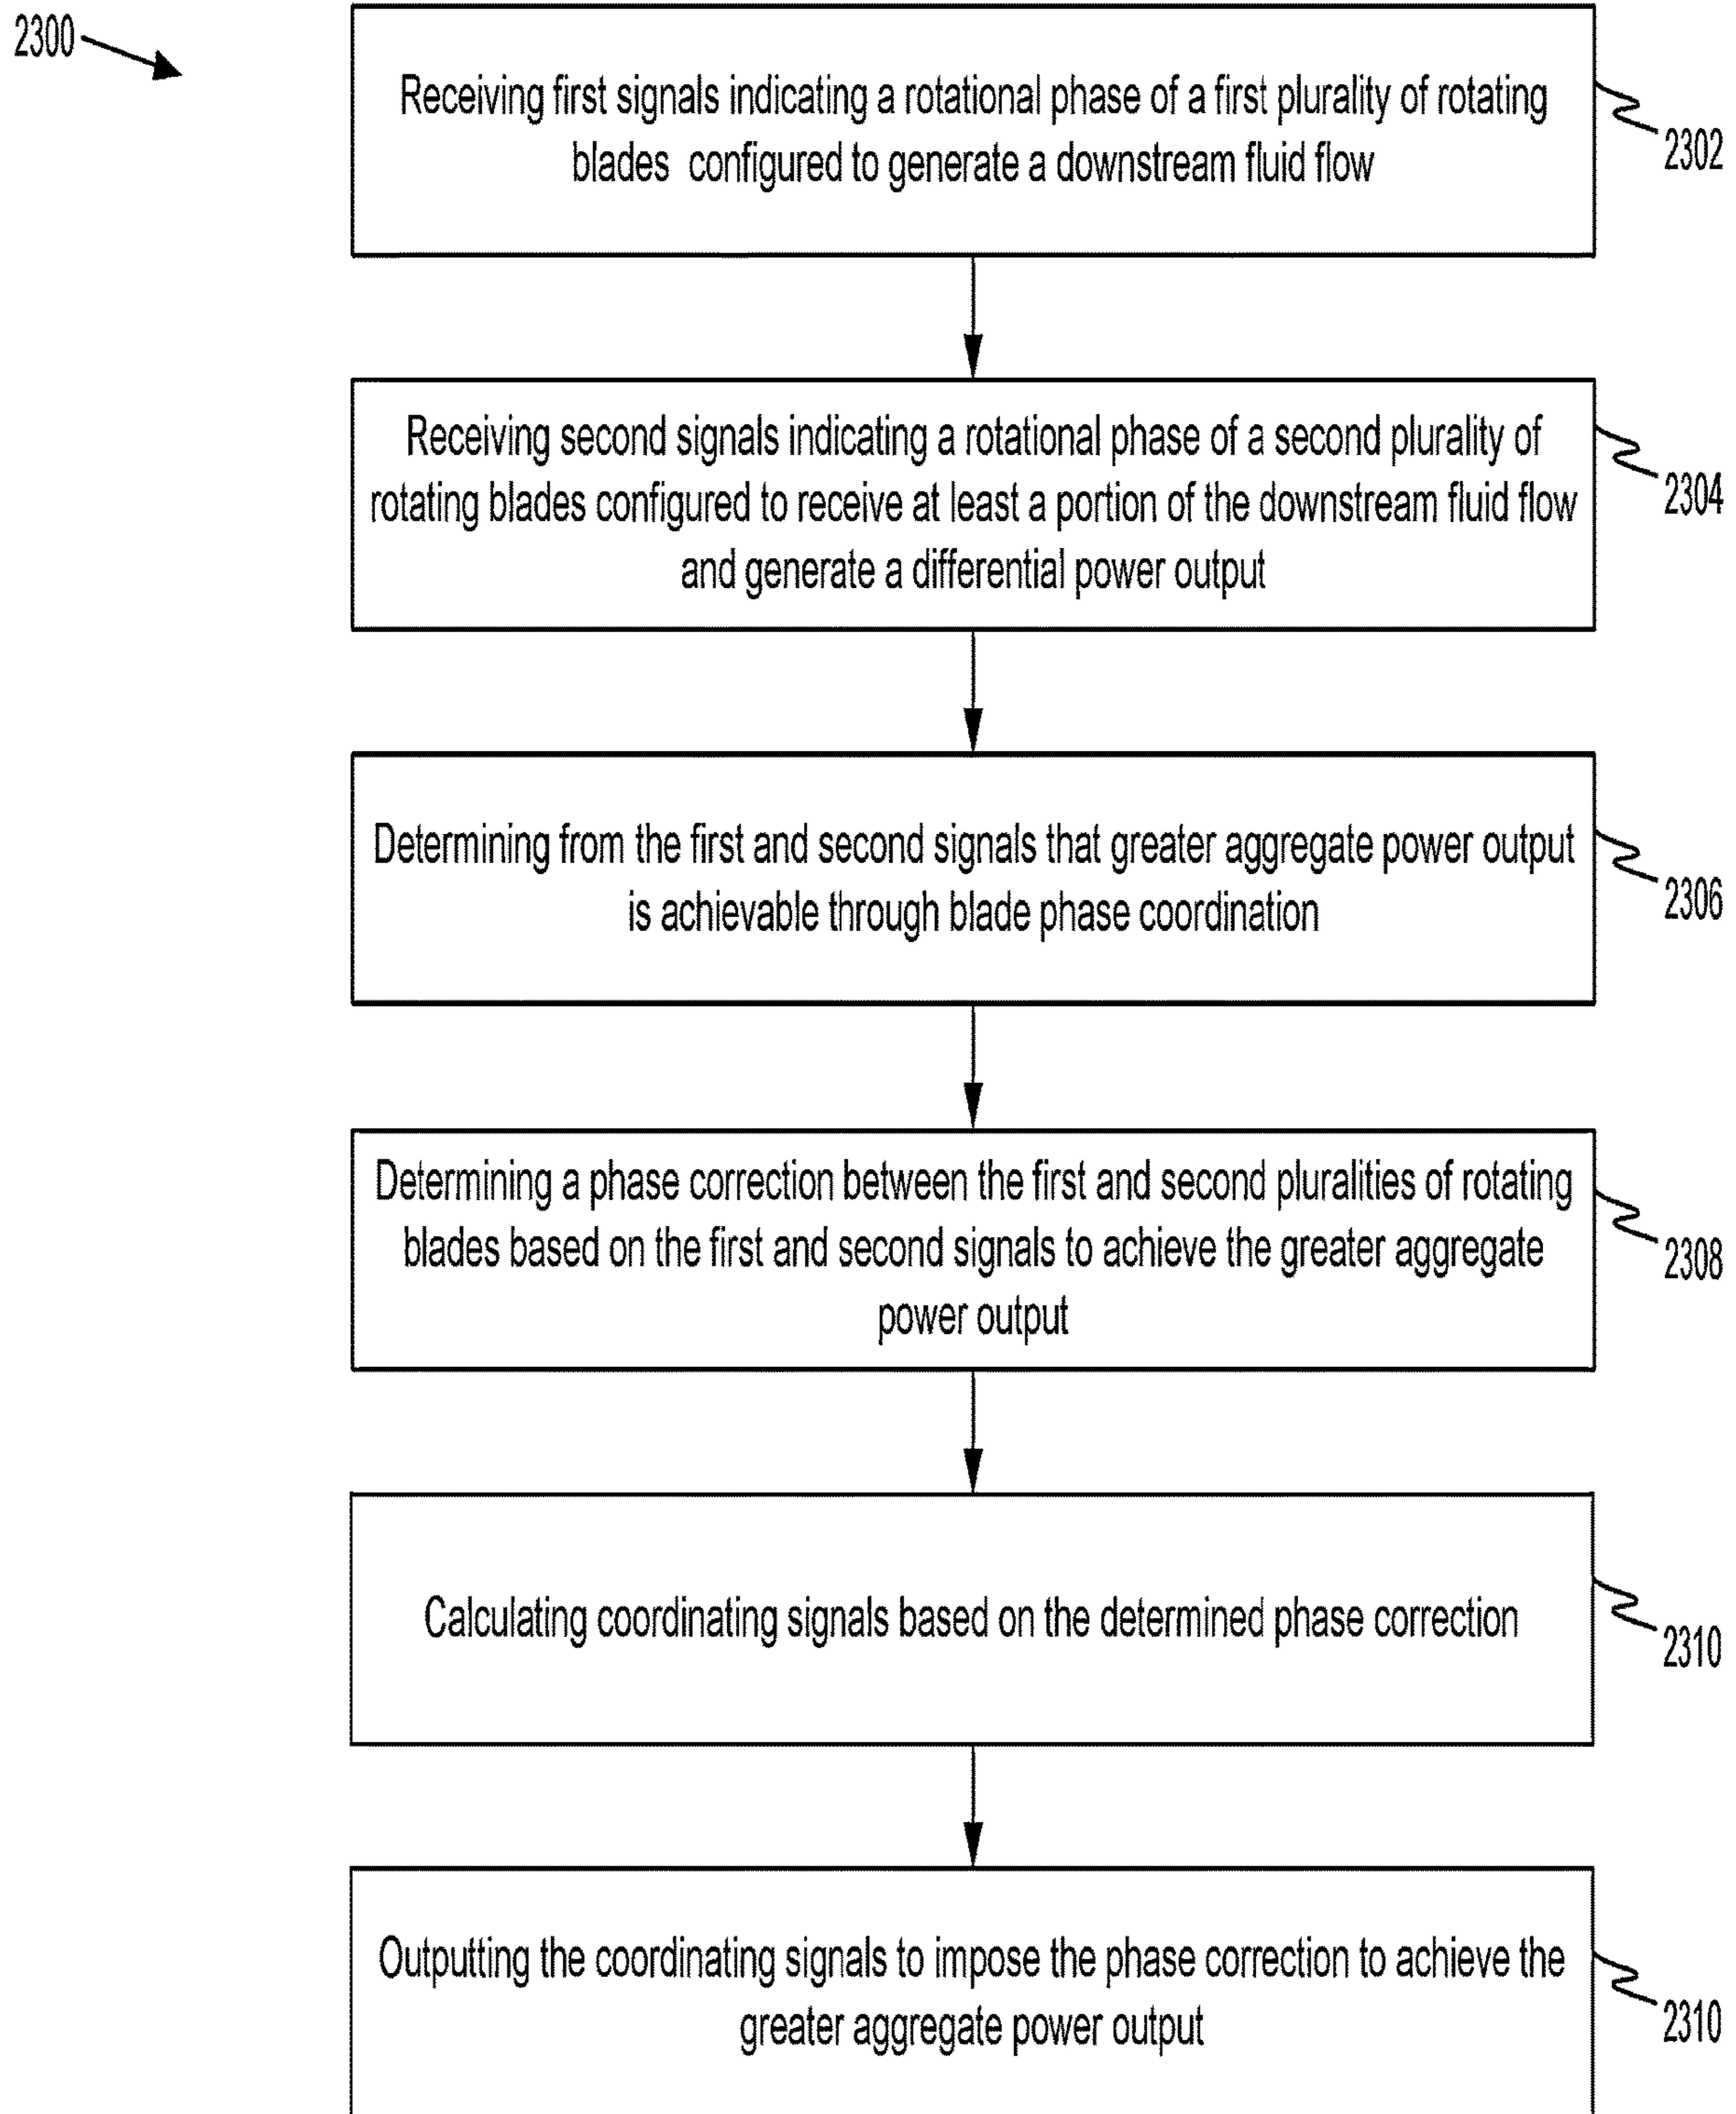 2300
Receiving first signals indicating a rotational phase of a first plurality of rotating
blades configured to generate a downstream fluid flow
2302
Receiving second signals indicating a rotational phase of a second plurality of
rotating blades configured to receive at least a portion of the downstream fluid flow
and generate a differential power output
2304
Determining from the first and second signals that greater aggregate power output
is achievable through blade phase coordination
2306
Determining a phase correction between the first and second pluralities of rotating
blades based on the first and second signals to achieve the greater aggregate
power output
2308
Calculating coordinating signals based on the determined phase correction
2310
Outputting the coordinating signals to impose the phase correction to achieve the
greater aggregate power output
2310